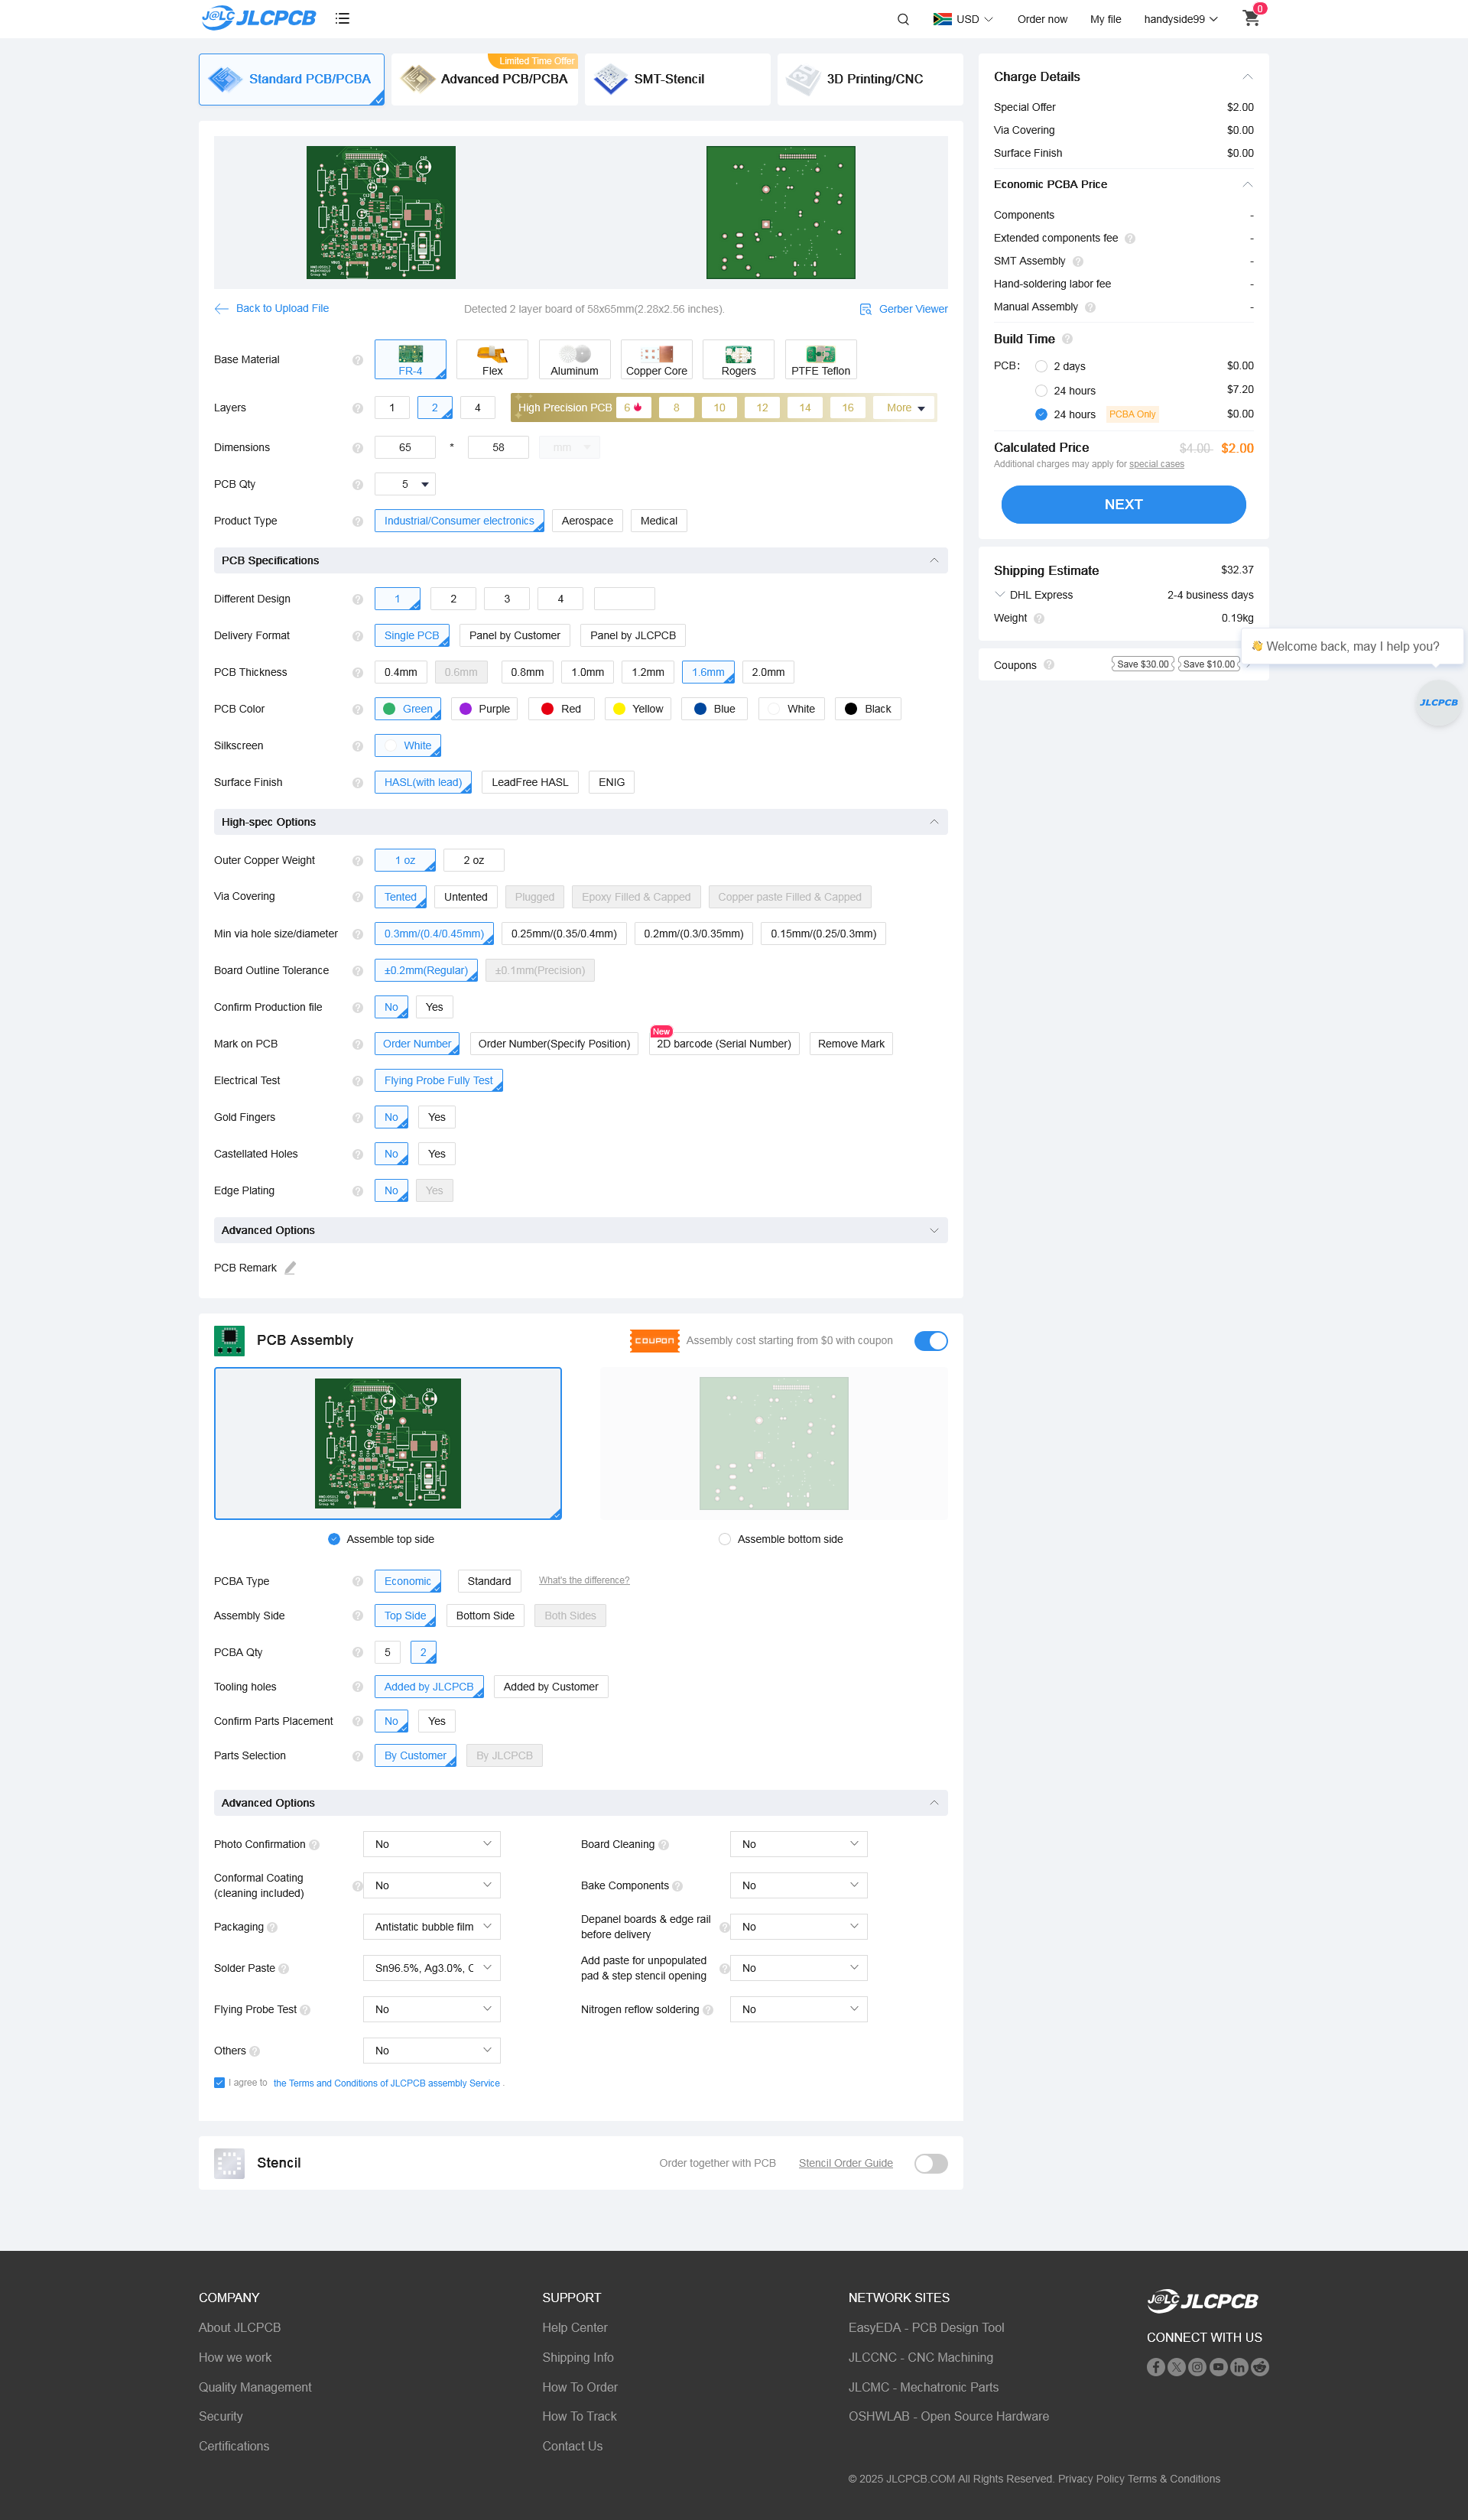 J@LC JLCPCB
USD
Order now
My file
handyside99
0
Standard PCB/PCBA
Limited Time Offer
Advanced PCB/PCBA
SMT-Stencil
3D Printing/CNC
Back to Upload File
Detected 2 layer board of 58x65mm(2.28x2.56 inches).
Gerber Viewer
Base Material
FR-4
Flex
Aluminum
Copper Core
Rogers
PTFE Teflon
Layers
1
2
4
High Precision PCB
6
8
10
12
14
16
More
Dimensions
65
*
58
mm
PCB Qty
5
Product Type
Industrial/Consumer electronics
Aerospace
Medical
PCB Specifications
Different Design
1
2
3
4
Delivery Format
Single PCB
Panel by Customer
Panel by JLCPCB
PCB Thickness
0.4mm
0.6mm
0.8mm
1.0mm
1.2mm
1.6mm
2.0mm
PCB Color
Green
Purple
Red
Yellow
Blue
White
Black
Silkscreen
White
Surface Finish
HASL(with lead)
LeadFree HASL
ENIG
High-spec Options
Outer Copper Weight
1 oz
2 oz
Via Covering
Tented
Untented
Plugged
Epoxy Filled & Capped
Copper paste Filled & Capped
Min via hole size/diameter
0.3mm/(0.4/0.45mm)
0.25mm/(0.35/0.4mm)
0.2mm/(0.3/0.35mm)
0.15mm/(0.25/0.3mm)
Board Outline Tolerance
±0.2mm(Regular)
±0.1mm(Precision)
Confirm Production file
No
Yes
Mark on PCB
Order Number
Order Number(Specify Position)
New
2D barcode (Serial Number)
Remove Mark
Electrical Test
Flying Probe Fully Test
Gold Fingers
No
Yes
Castellated Holes
No
Yes
Edge Plating
No
Yes
Advanced Options
PCB Remark
PCB Assembly
COUPON
Assembly cost starting from $0 with coupon
Assemble top side
Assemble bottom side
PCBA Type
Economic
Standard
What's the difference?
Assembly Side
Top Side
Bottom Side
Both Sides
PCBA Qty
5
2
Tooling holes
Added by JLCPCB
Added by Customer
Confirm Parts Placement
No
Yes
Parts Selection
By Customer
By JLCPCB
Advanced Options
Photo Confirmation
No
Board Cleaning
No
Conformal Coating
(cleaning included)
No
Bake Components
No
Packaging
Antistatic bubble film
Depanel boards & edge rail
before delivery
No
Solder Paste
Sn96.5%, Ag3.0%, C
Add paste for unpopulated
pad & step stencil opening
No
Flying Probe Test
No
Nitrogen reflow soldering
No
Others
No
I agree to the Terms and Conditions of JLCPCB assembly Service .
Stencil
Order together with PCB
Stencil Order Guide
Charge Details
Special Offer
$2.00
Via Covering
$0.00
Surface Finish
$0.00
Economic PCBA Price
Components
-
Extended components fee
-
SMT Assembly
-
Hand-soldering labor fee
-
Manual Assembly
-
Build Time
PCB:
2 days
$0.00
24 hours
$7.20
24 hours
PCBA Only
$0.00
Calculated Price
$4.00
$2.00
Additional charges may apply for special cases
NEXT
Shipping Estimate
$32.37
DHL Express
2-4 business days
Weight
0.19kg
Coupons
Save $30.00
Save $10.00
Welcome back, may I help you?
JLCPCB
COMPANY
About JLCPCB
How we work
Quality Management
Security
Certifications
SUPPORT
Help Center
Shipping Info
How To Order
How To Track
Contact Us
NETWORK SITES
EasyEDA - PCB Design Tool
JLCCNC - CNC Machining
JLCMC - Mechatronic Parts
OSHWLAB - Open Source Hardware
J@LC JLCPCB
CONNECT WITH US
© 2025 JLCPCB.COM All Rights Reserved. Privacy Policy Terms & Conditions